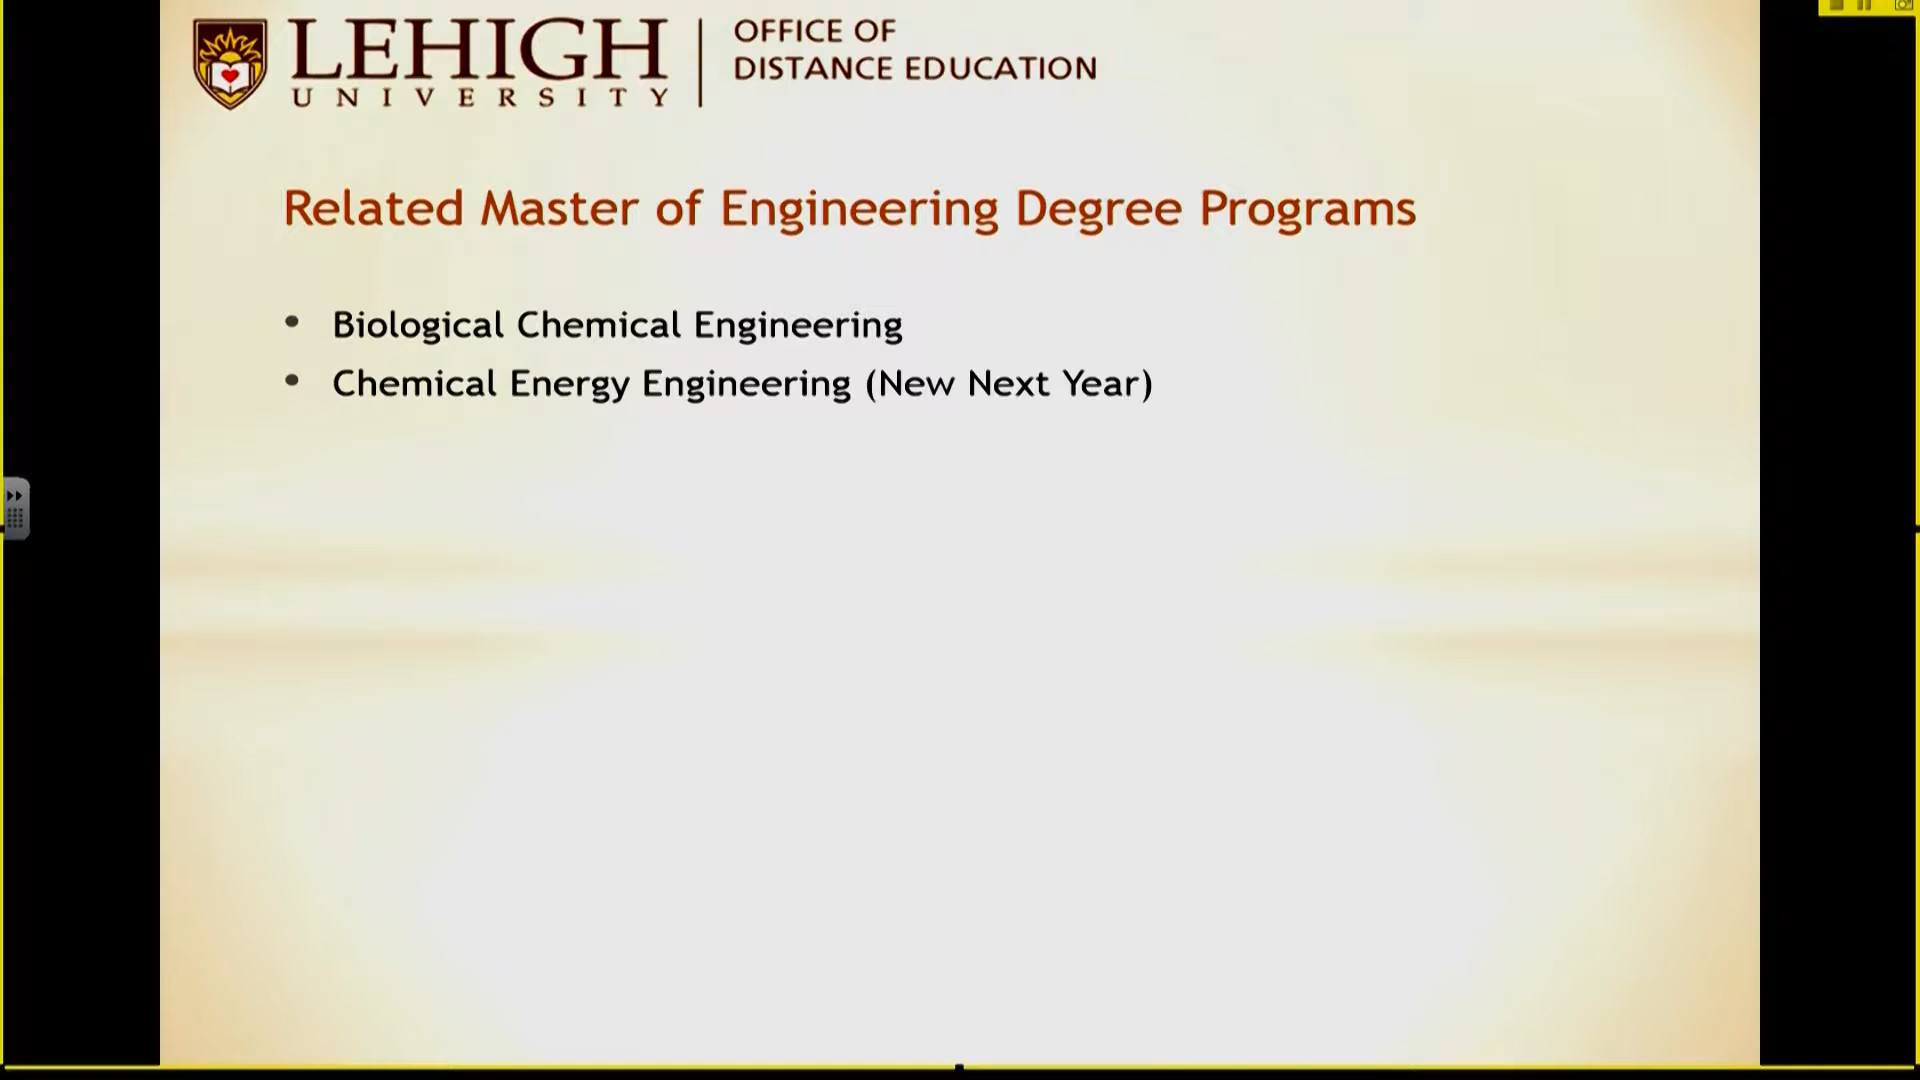 LEHIGH
UNIVERSITY
OFFICE OF
DISTANCE EDUCATION
Related Master of Engineering Degree Programs
• Biological Chemical Engineering
• Chemical Energy Engineering (New Next Year)